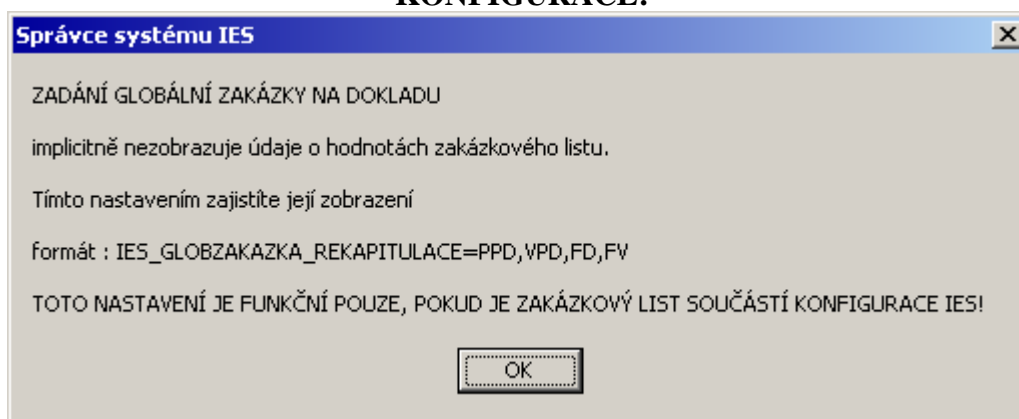 KONFIGURACE:
Správce systému IES
ZADÁNÍ GLOBÁLNÍ ZAKÁZKY NA DOKLADU
implicitně nezobrazuje údaje o hodnotách zakázkového listu.
Tímto nastavením zajistíte její zobrazení
formát : IES_GLOBZAKAZKA_REKAPITULACE=PPD,VPD,FD,FV
TOTO NASTAVENÍ JE FUNKČNÍ POUZE, POKUD JE ZAKÁZKOVÝ LIST SOUČÁSTÍ KONFIGURACE IES!
OK